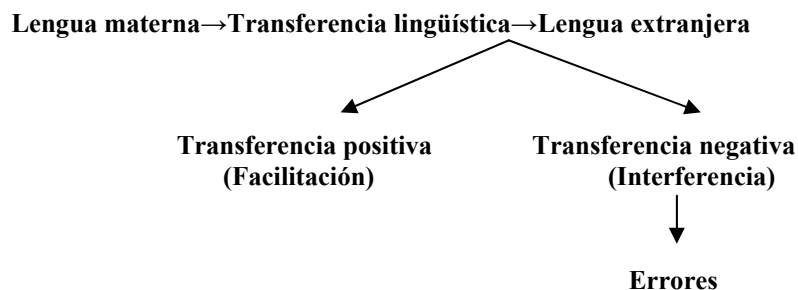 Lengua materna→Transferencia lingüística→Lengua extranjera
Transferencia positiva Transferencia negativa
(Facilitación) (Interferencia)
Errores